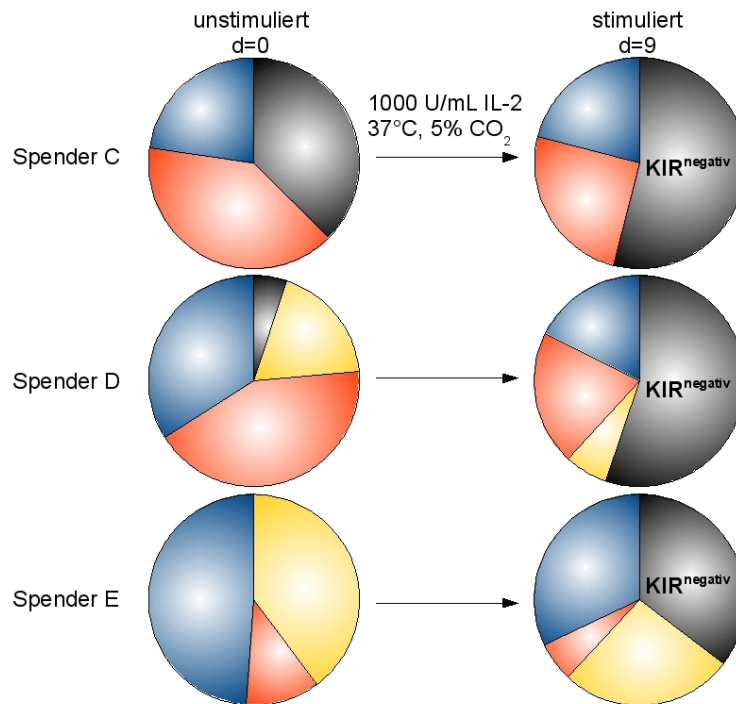 unstimuliert
d=0
stimuliert
d=9
1000 U/mL IL-2
37°C, 5% CO₂
Spender C
KIRⁿᵉᵍᵃᵗⁱᵛ
Spender D
KIRⁿᵉᵍᵃᵗⁱᵛ
Spender E
KIRⁿᵉᵍᵃᵗⁱᵛ